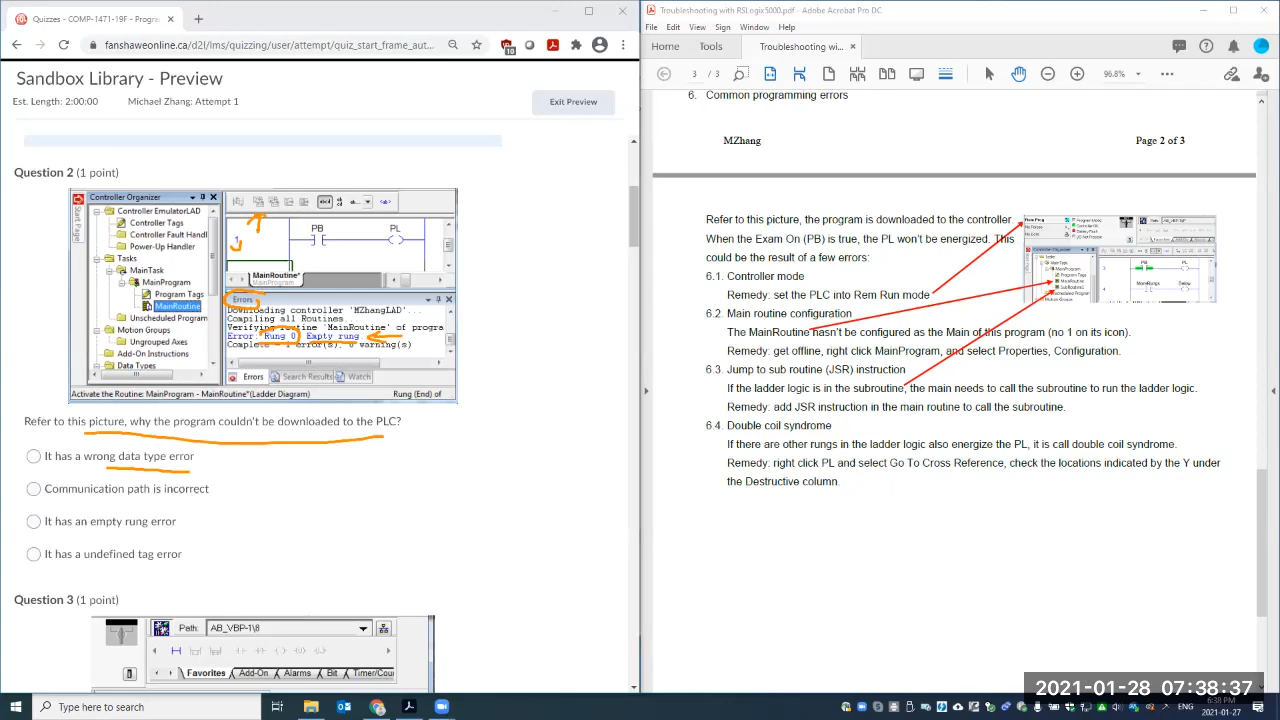 Quizzes - COMP-1471-19F - Progra
fanshaweonline.ca/d2l/lms/quizzing/user/attempt/quiz_start_frame_aut...
10
Sandbox Library - Preview
Est. Length: 2:00:00 Michael Zhang: Attempt 1
Exit Preview
Question 2 (1 point)
Start Page
Controller Organizer
Controller EmulatorLAD
Controller Tags
Controller Fault Handl
Power-Up Handler
Tasks
MainTask
MainProgram
Program Tags
MainRoutine
Unscheduled Program
Motion Groups
Ungrouped Axes
Add-On Instructions
Data Types
PB
PL
MainRoutine*
MainProgram
Errors
Downloading controller 'MZhangLAD'...
Compiling all Routines.
Verifying routine 'MainRoutine' of progra
Error: Rung 0 Empty rung.
Complete error(s), warning(s)
Errors Search Results Watch
Activate the Routine: MainProgram - MainRoutine*(Ladder Diagram)
Rung (End) of
Refer to this picture, why the program couldn't be downloaded to the PLC?
It has a wrong data type error
Communication path is incorrect
It has an empty rung error
It has a undefined tag error
Question 3 (1 point)
Path: AB_VBP-1\8
Favorites Add-On Alarms Bit Timer/Cou
Troubleshooting with RSLogix5000.pdf - Adobe Acrobat Pro DC
File Edit View Sign Window Help
Home Tools Troubleshooting wi...
3 / 3
96.8%
6. Common programming errors
MZhang Page 2 of 3
Refer to this picture, the program is downloaded to the controller.
When the Exam On (PB) is true, the PL won't be energized. This
could be the result of a few errors:
6.1. Controller mode
Remedy: set the PLC into Rem Run mode
6.2. Main routine configuration
The MainRoutine hasn't be configured as the Main of this program (no 1 on its icon).
Remedy: get offline, right click MainProgram, and select Properties, Configuration.
6.3. Jump to sub routine (JSR) instruction
If the ladder logic is in the subroutine, the main needs to call the subroutine to run the ladder logic.
Remedy: add JSR instruction in the main routine to call the subroutine.
6.4. Double coil syndrome
If there are other rungs in the ladder logic also energize the PL, it is call double coil syndrome.
Remedy: right click PL and select Go To Cross Reference, check the locations indicated by the Y under
the Destructive column.
2021-01-28 07:38:37
Type here to search
ENG
6:38 PM
2021-01-27